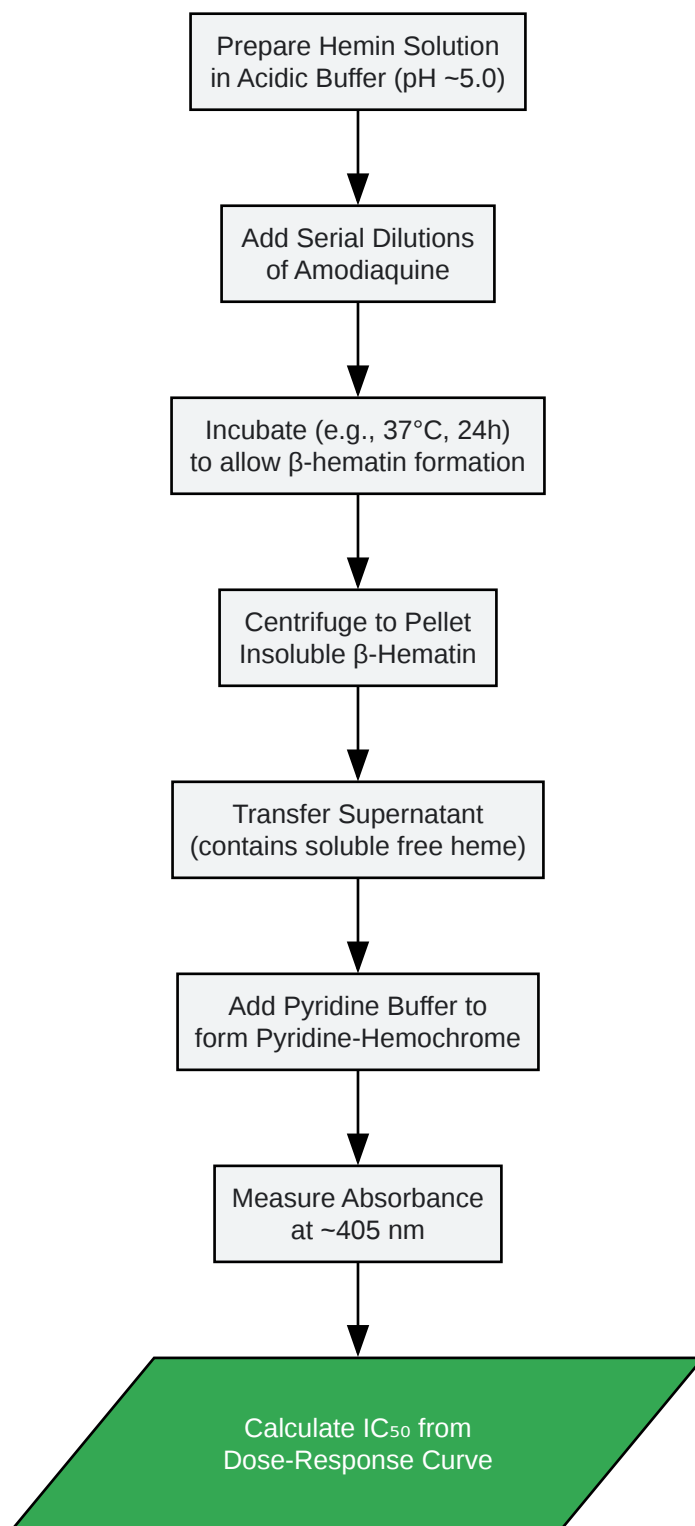 Prepare Hemin Solution
in Acidic Buffer (pH ~5.0)
Add Serial Dilutions
of Amodiaquine
Incubate (e.g., 37°C, 24h)
to allow β-hematin formation
Centrifuge to Pellet
Insoluble β-Hematin
Transfer Supernatant
(contains soluble free heme)
Add Pyridine Buffer to
form Pyridine-Hemochrome
Measure Absorbance
at ~405 nm
Calculate IC₅₀ from
Dose-Response Curve